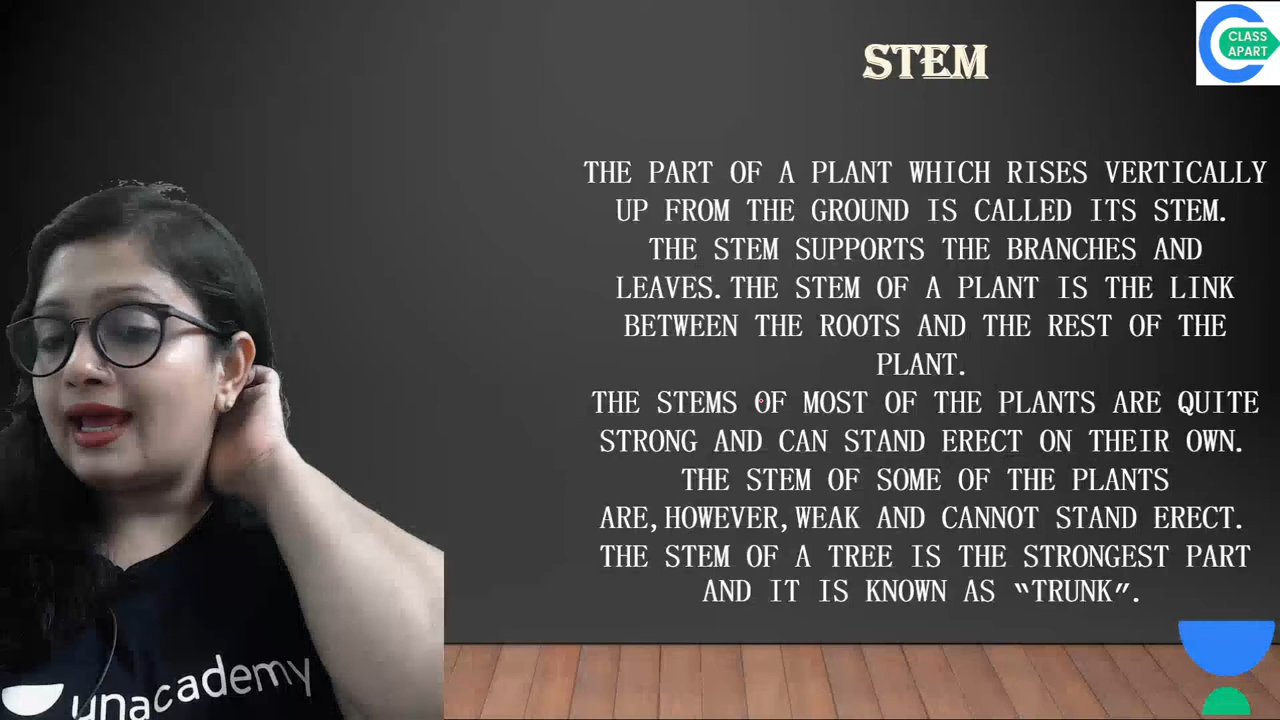 STEM
CLASS
APART
THE PART OF A PLANT WHICH RISES VERTICALLY
UP FROM THE GROUND IS CALLED ITS STEM.
THE STEM SUPPORTS THE BRANCHES AND
LEAVES.THE STEM OF A PLANT IS THE LINK
BETWEEN THE ROOTS AND THE REST OF THE
PLANT.
THE STEMS OF MOST OF THE PLANTS ARE QUITE
STRONG AND CAN STAND ERECT ON THEIR OWN.
THE STEM OF SOME OF THE PLANTS
ARE,HOWEVER,WEAK AND CANNOT STAND ERECT.
THE STEM OF A TREE IS THE STRONGEST PART
AND IT IS KNOWN AS “TRUNK”.
unacademy